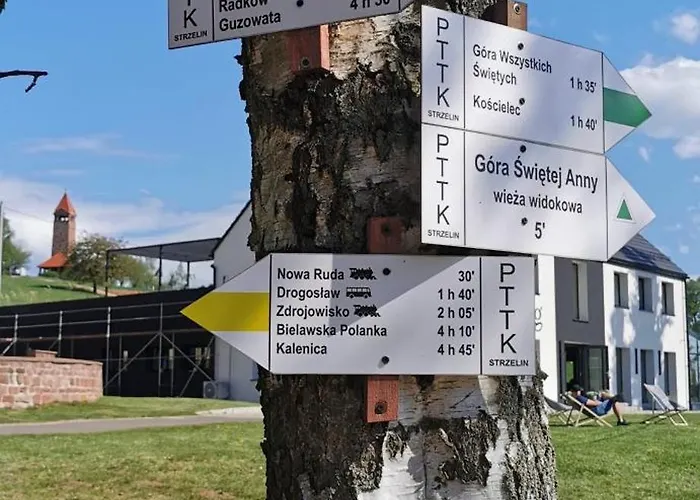 PTTK
STRZELIN
Radków
Guzowata
PTTK
STRZELIN
Góra Wszystkich
Świętych 1 h 35'
Kościelec 1 h 40'
PTTK
STRZELIN
Góra Świętej Anny
wieża widokowa
5'
Nowa Ruda 30'
Drogosław 1 h 40'
Zdrojowisko 2 h 05'
Bielawska Polanka 4 h 10'
Kalenica 4 h 45'
PTTK
STRZELIN